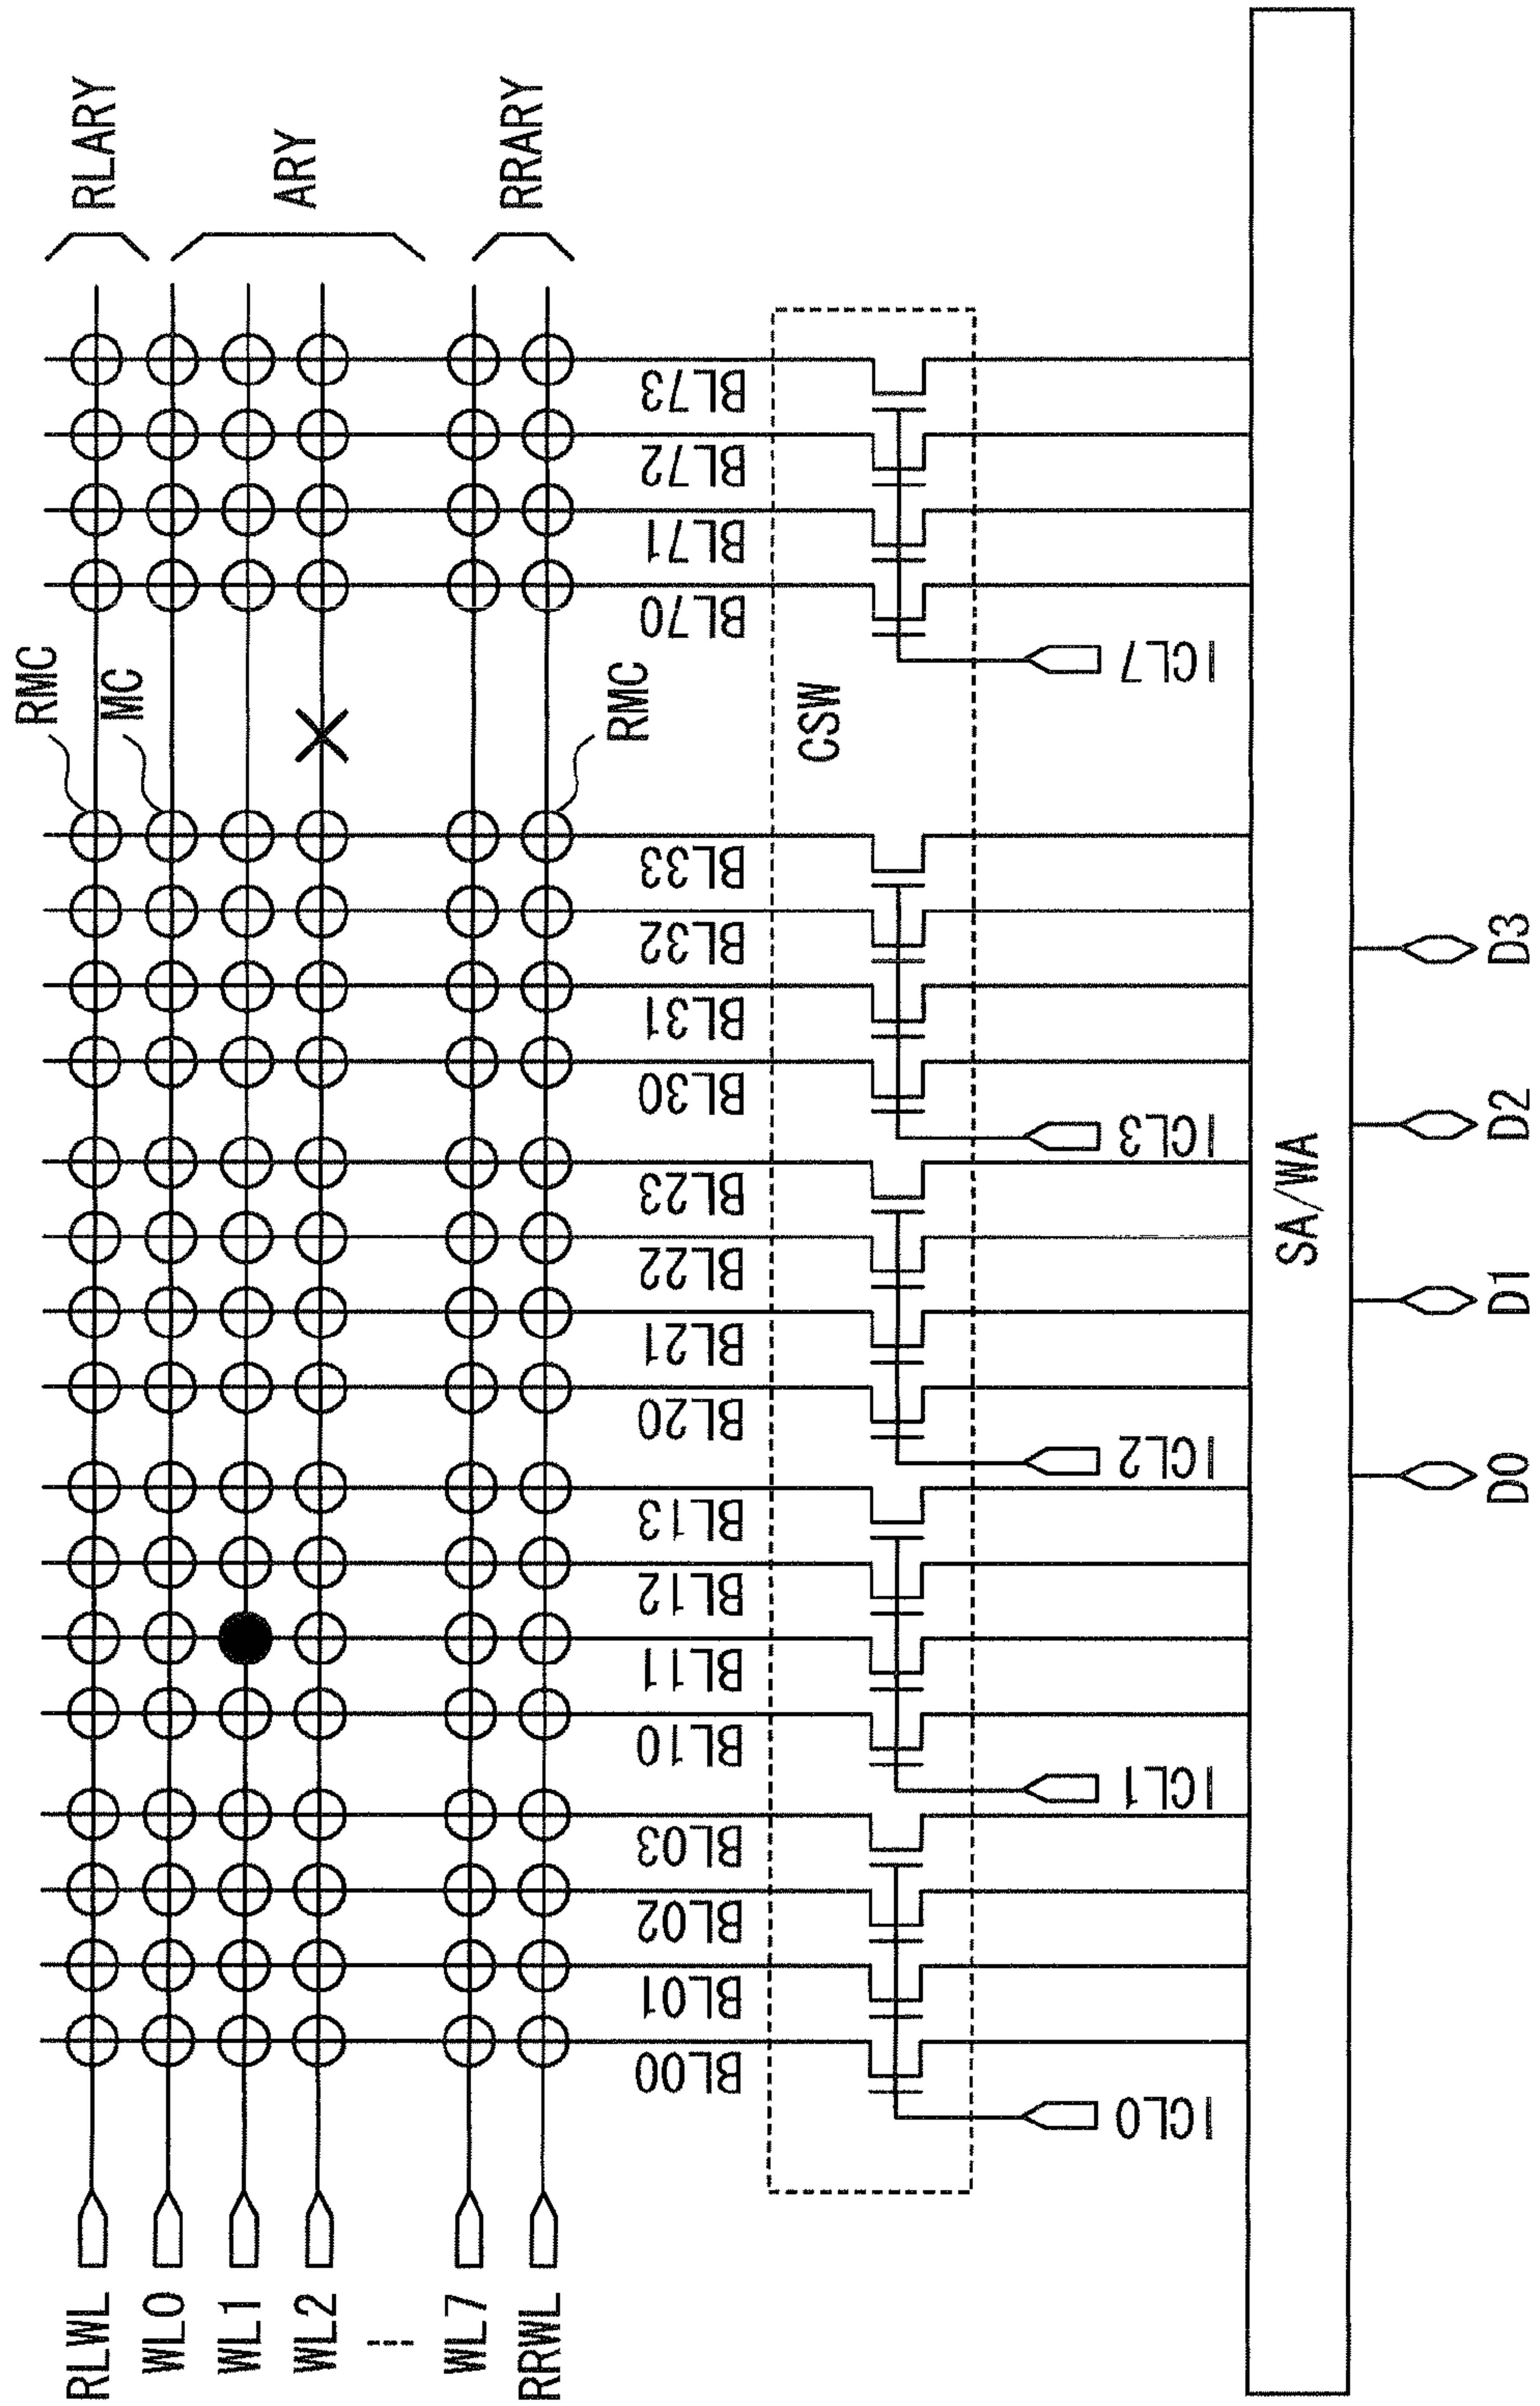 RLARY
ARY
RRARY
RMC
MC
RMC
BL73
BL72
BL71
BL70
BL33
BL32
BL31
BL30
BL23
BL22
BL21
BL20
BL13
BL12
BL11
BL10
BL03
BL02
BL01
BL00
CSW
ICL7
ICL3
ICL2
ICL1
ICL0
SA/WA
D3
D2
D1
D0
RLWL
WL0
WL1
WL2
---
WL7
RRWL